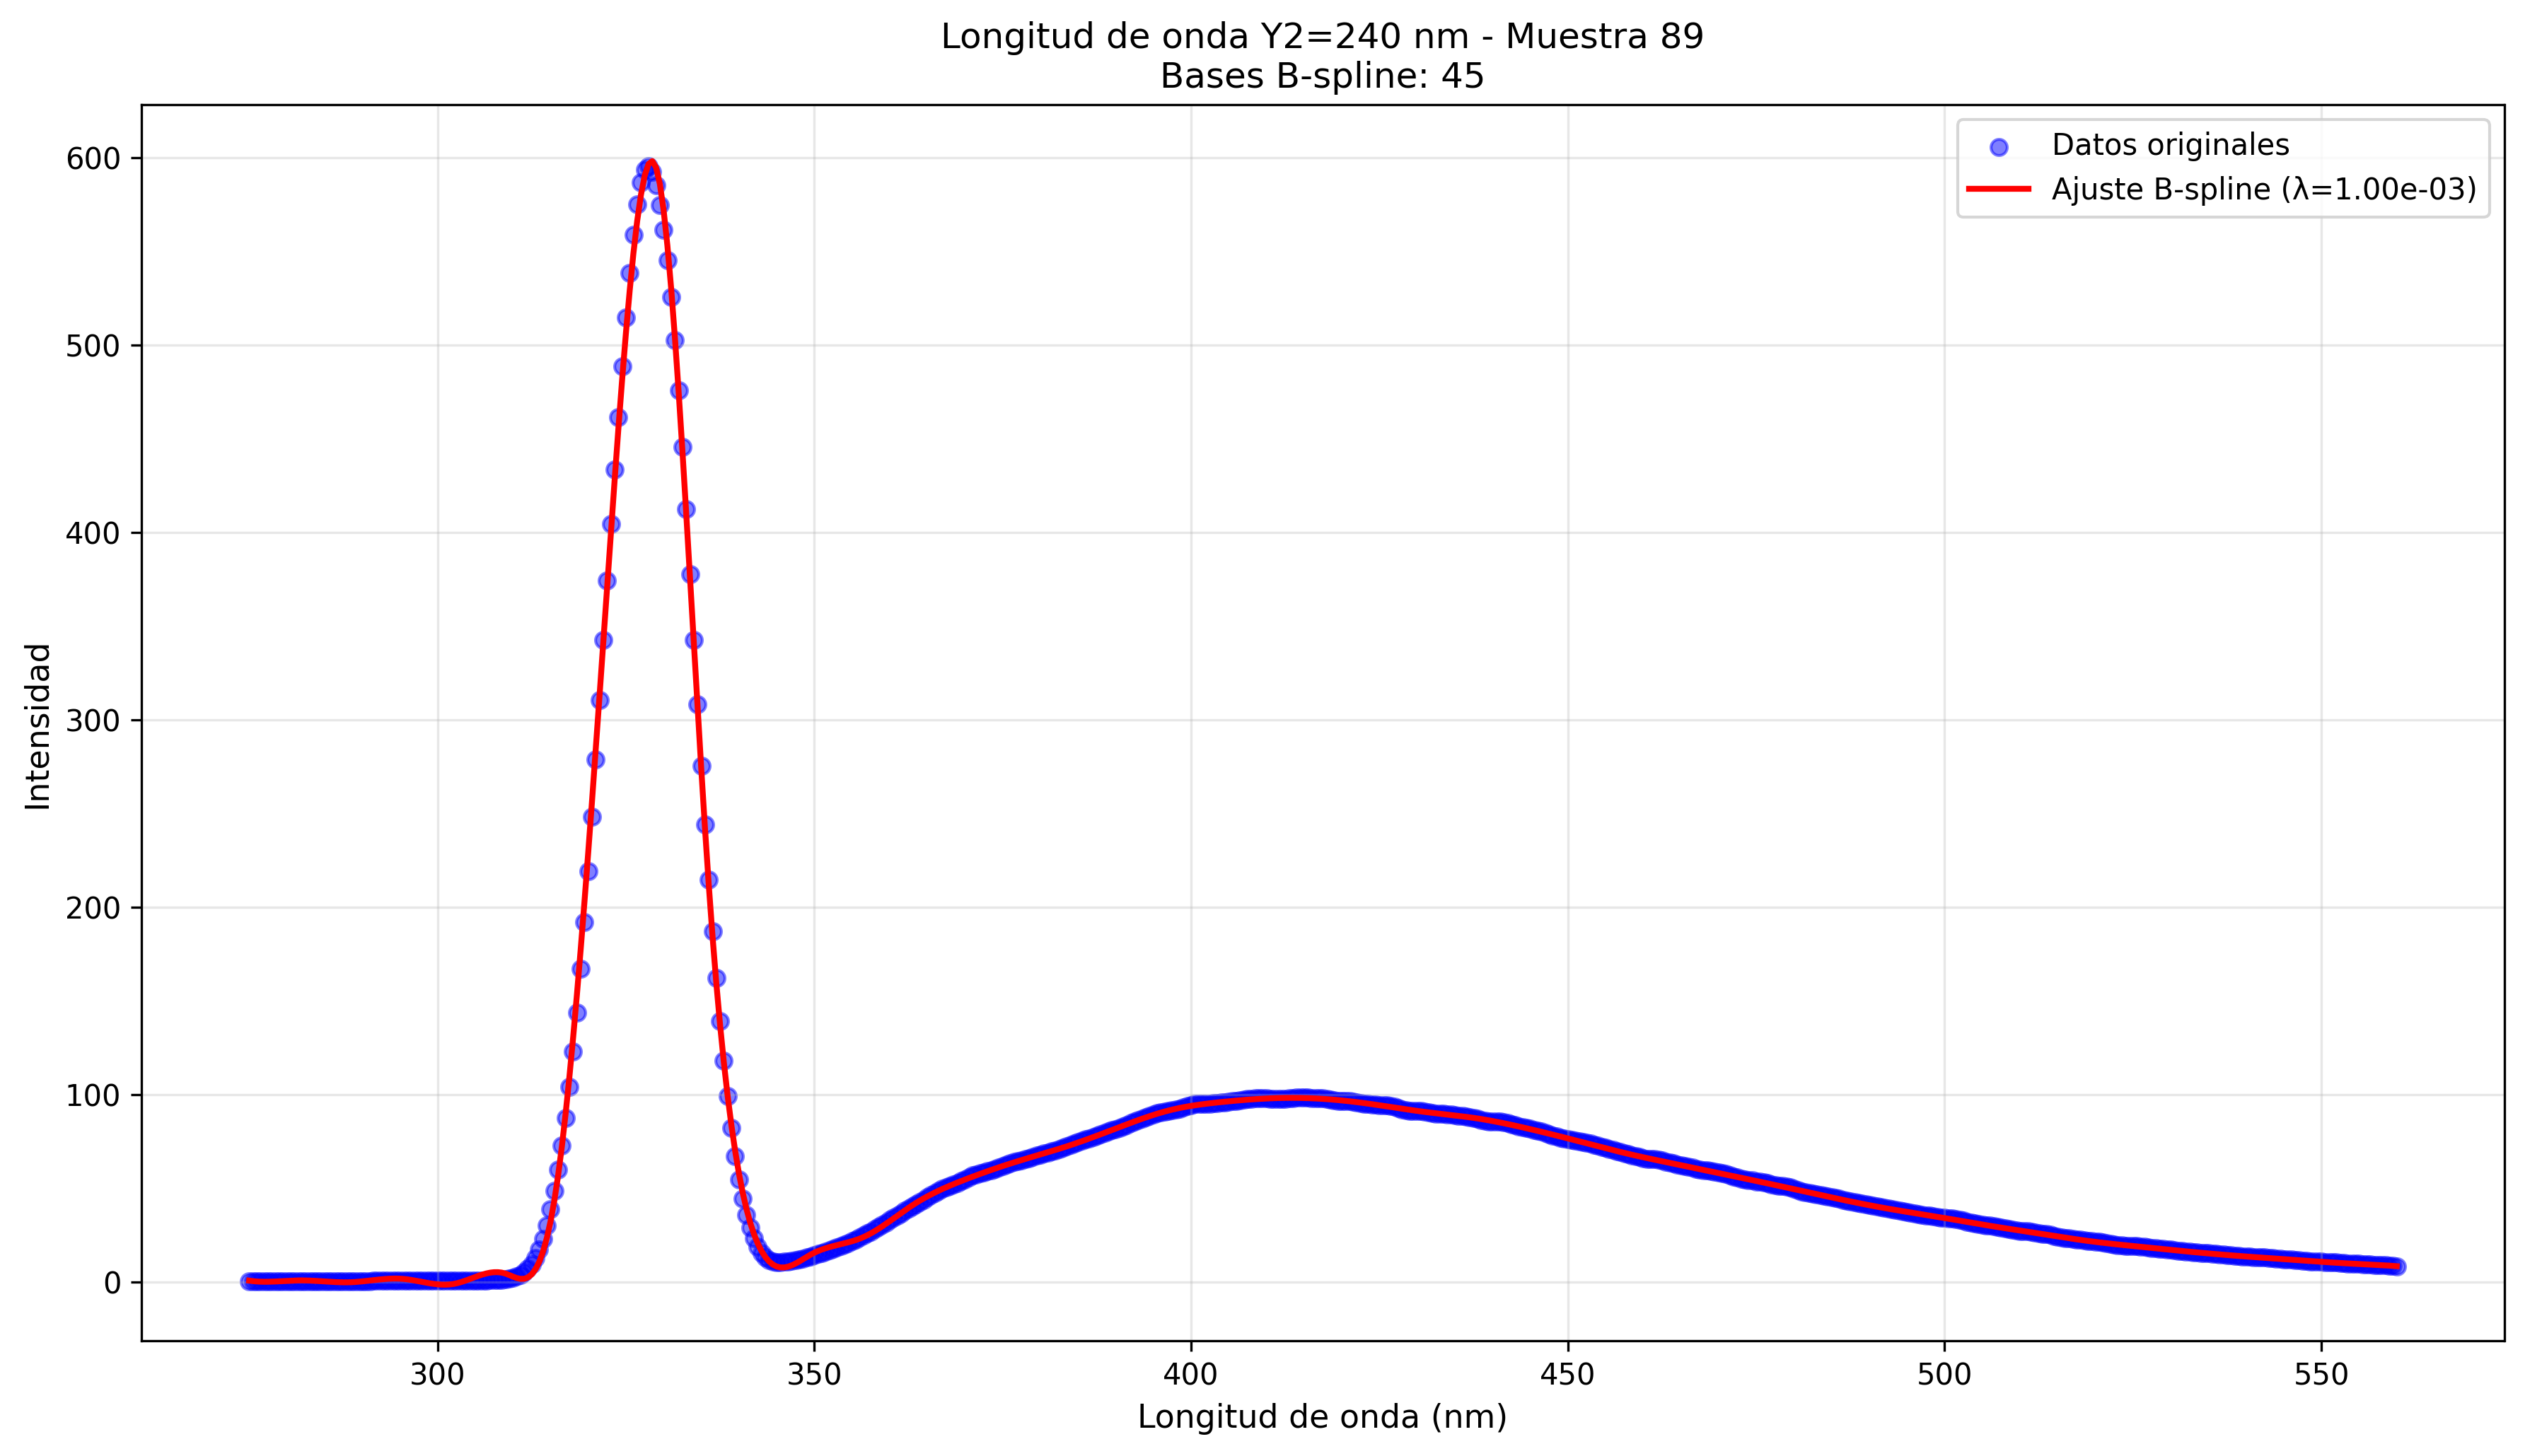 Longitud de onda Y2=240 nm - Muestra 89
Bases B-spline: 45
Datos originales
Ajuste B-spline (λ=1.00e-03)
Intensidad
600
500
400
300
200
100
0
300 350 400 450 500 550
Longitud de onda (nm)